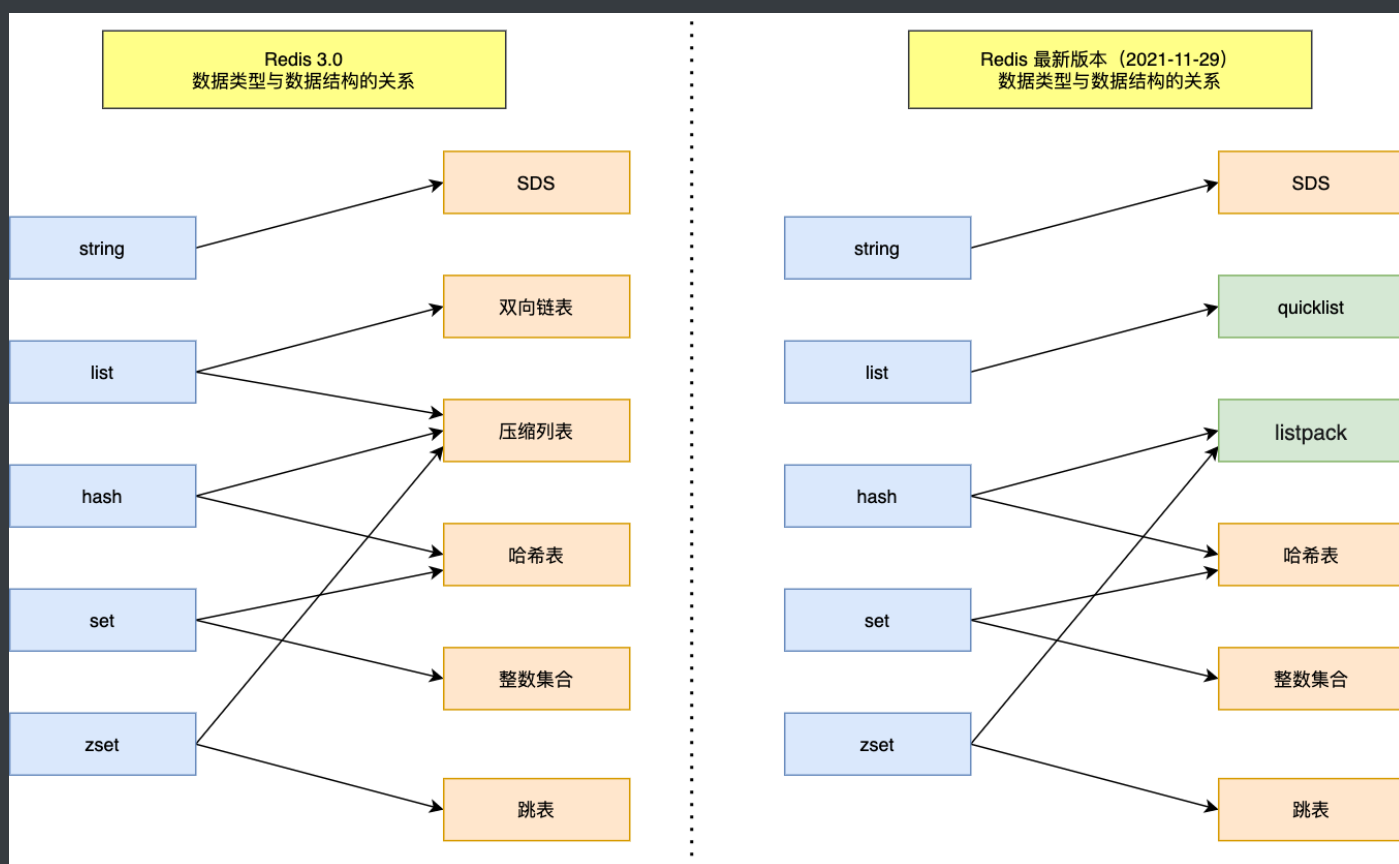 Redis 3.0
数据类型与数据结构的关系
SDS
string
双向链表
list
压缩列表
hash
哈希表
set
整数集合
zset
跳表
Redis 最新版本（2021-11-29）
数据类型与数据结构的关系
SDS
string
quicklist
list
listpack
hash
哈希表
set
整数集合
zset
跳表